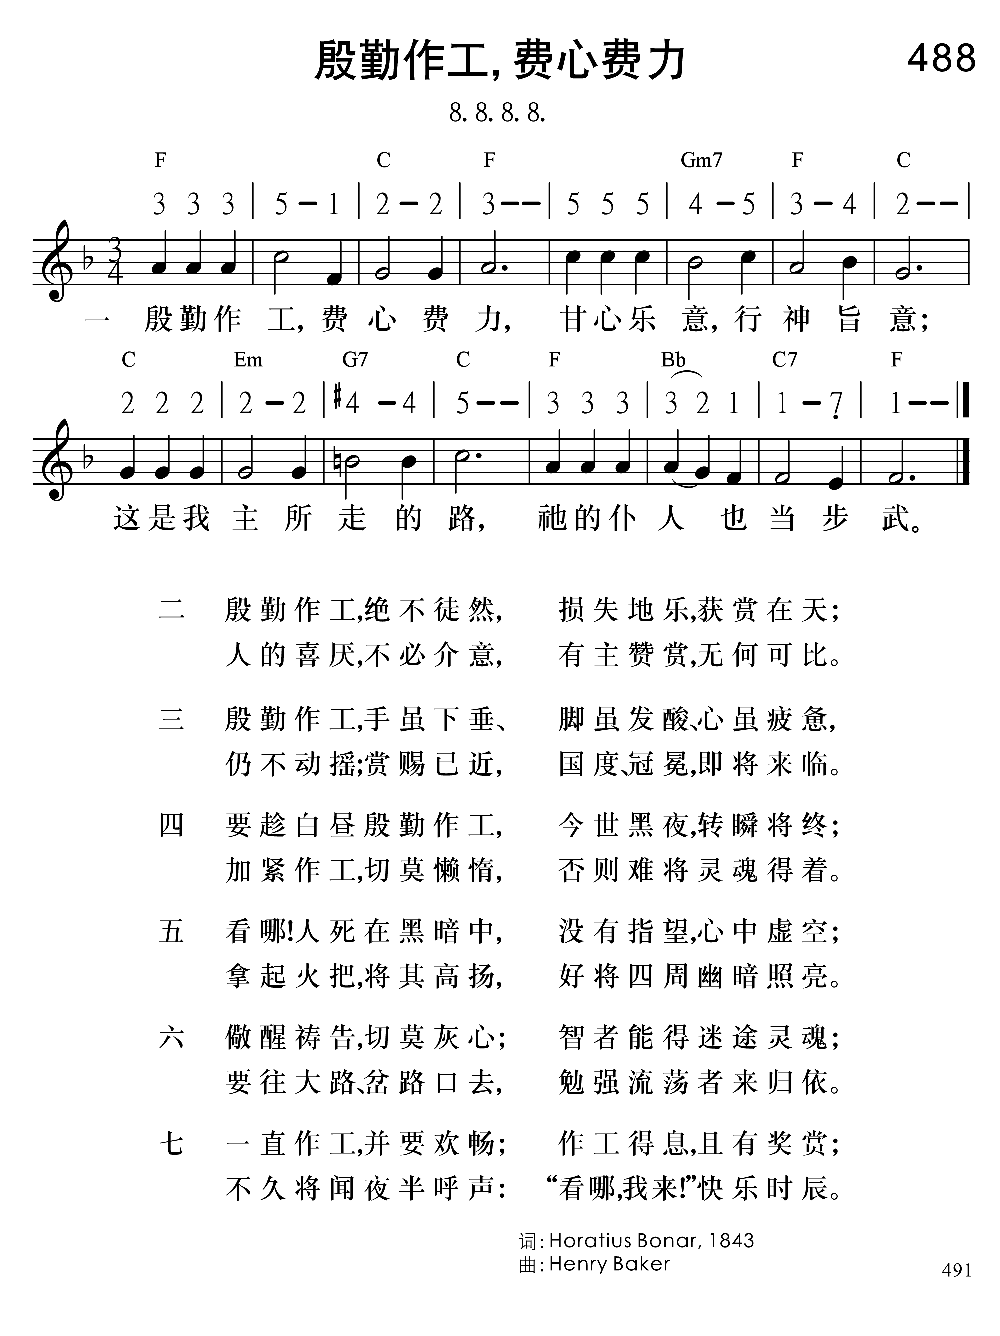 殷勤作工,费心费力
488
8. 8. 8. 8.
F C F Gm7 F C
3 3 3 | 5 – 1 | 2 – 2 | 3 – – | 5 5 5 | 4 – 5 | 3 – 4 | 2 – – |
3
4
一 殷勤作 工,费 心 费 力, 甘心乐 意,行 神 旨 意;
C Em G7 C F Bb C7 F
2 2 2 | 2 – 2 | #4 – 4 | 5 – – | 3 3 3 | 3 2 1 | 1 – 7̣ | 1 – – ‖
这是我 主 所 走 的 路, 祂的仆 人 也 当 步 武。
二 殷勤作工,绝不徒然, 损失地乐,获赏在天;
人的喜厌,不必介意, 有主赞赏,无何可比。
三 殷勤作工,手虽下垂、 脚虽发酸、心虽疲惫,
仍不动摇;赏赐已近, 国度、冠冕,即将来临。
四 要趁白昼殷勤作工, 今世黑夜,转瞬将终;
加紧作工,切莫懒惰, 否则难将灵魂得着。
五 看哪!人死在黑暗中, 没有指望,心中虚空;
拿起火把,将其高扬, 好将四周幽暗照亮。
六 儆醒祷告,切莫灰心; 智者能得迷途灵魂;
要往大路、岔路口去, 勉强流荡者来归依。
七 一直作工,并要欢畅; 作工得息,且有奖赏;
不久将闻夜半呼声: “看哪,我来!”快乐时辰。
词: Horatius Bonar, 1843
曲: Henry Baker
491